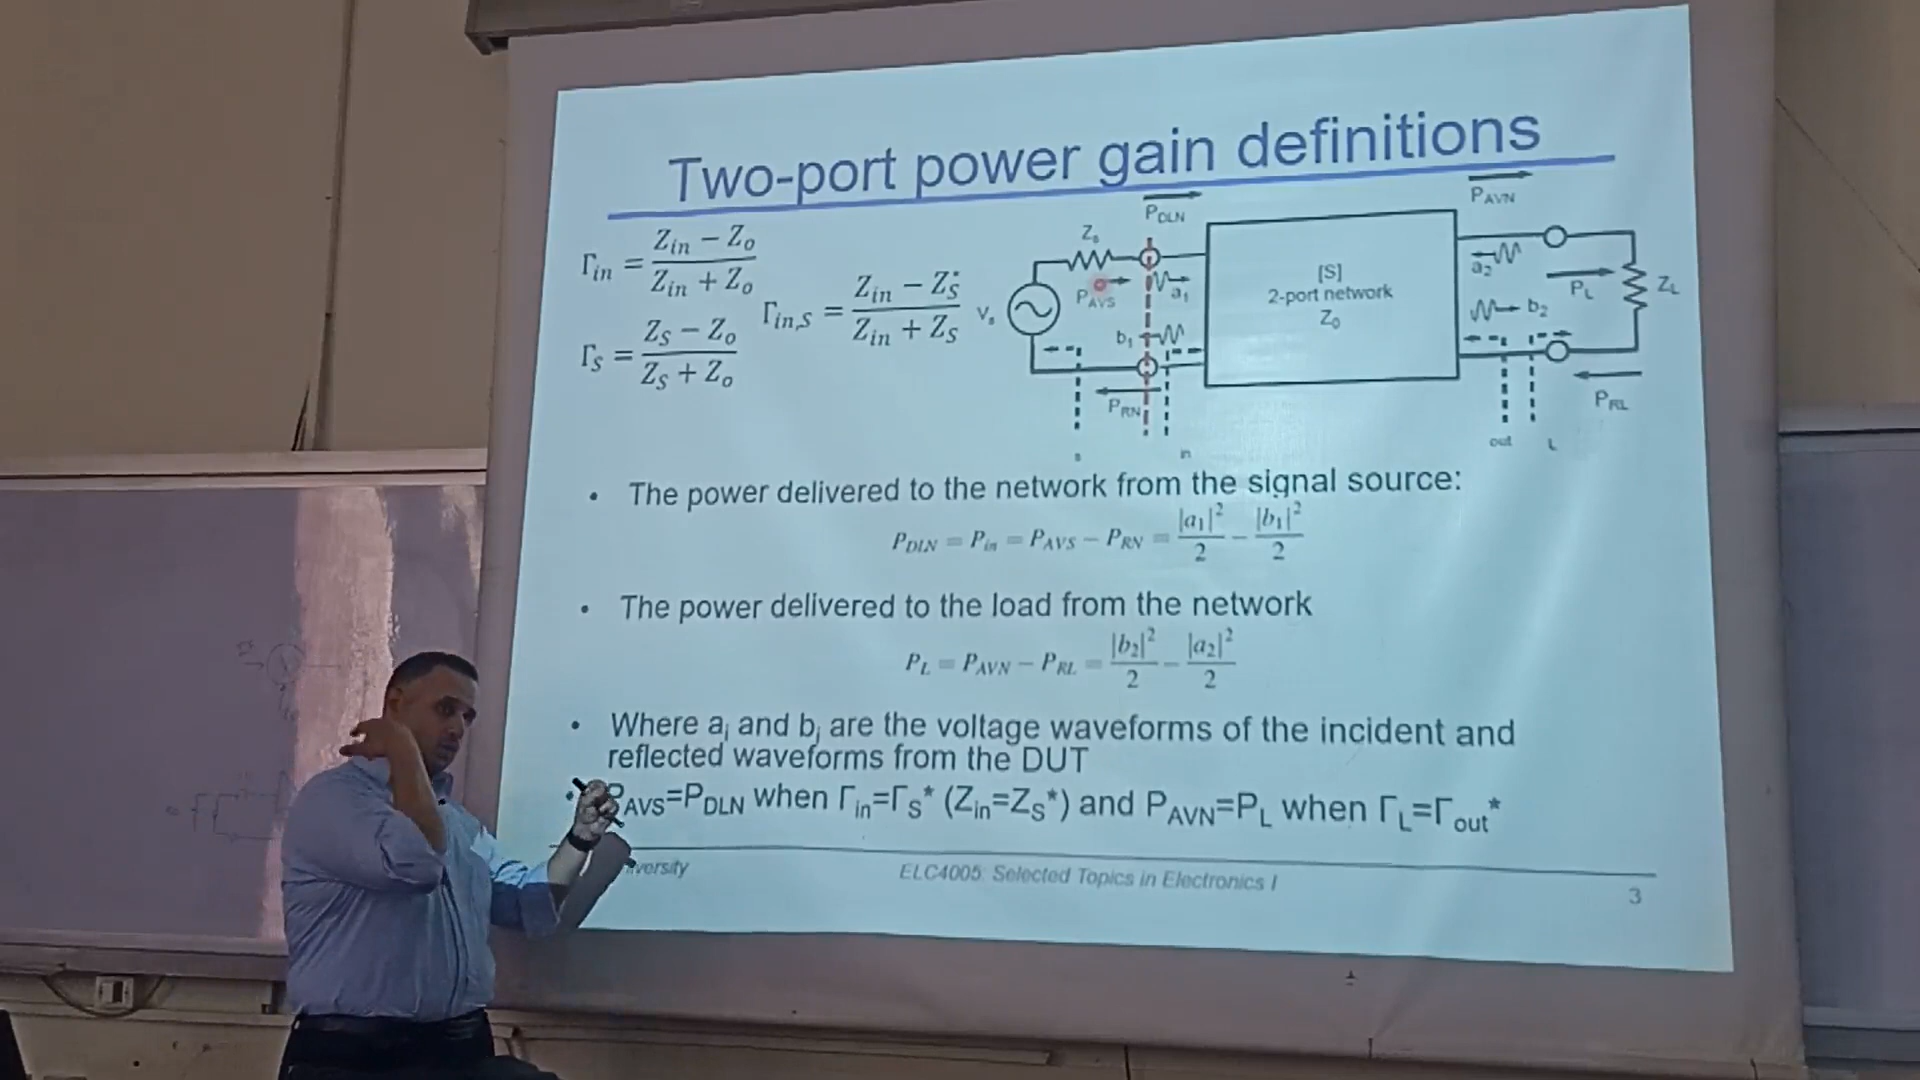 Two-port power gain definitions
Γin = (Zin − Zo) / (Zin + Zo)
Γin,S = (Zin − ZS*) / (Zin + ZS)
ΓS = (ZS − Zo) / (ZS + Zo)
Vs
Zs
PAVS
PDLN
a1
b1
PRN
s
in
[S]
2-port network
Z0
PAVN
a2
b2
PL
ZL
PRL
out
L
• The power delivered to the network from the signal source:
PDLN = Pin = PAVS − PRN = |a1|²/2 − |b1|²/2
• The power delivered to the load from the network
PL = PAVN − PRL = |b2|²/2 − |a2|²/2
• Where ai and bi are the voltage waveforms of the incident and
reflected waveforms from the DUT
• PAVS=PDLN when Γin=ΓS* (Zin=ZS*) and PAVN=PL when ΓL=Γout*
ELC4005: Selected Topics in Electronics I
3